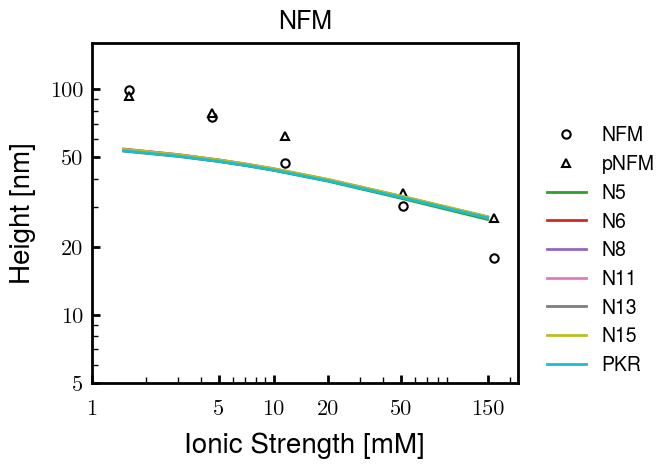 NFM
Height [nm]
100
50
20
10
5
1
5
10
20
50
150
Ionic Strength [mM]
NFM
pNFM
N5
N6
N8
N11
N13
N15
PKR